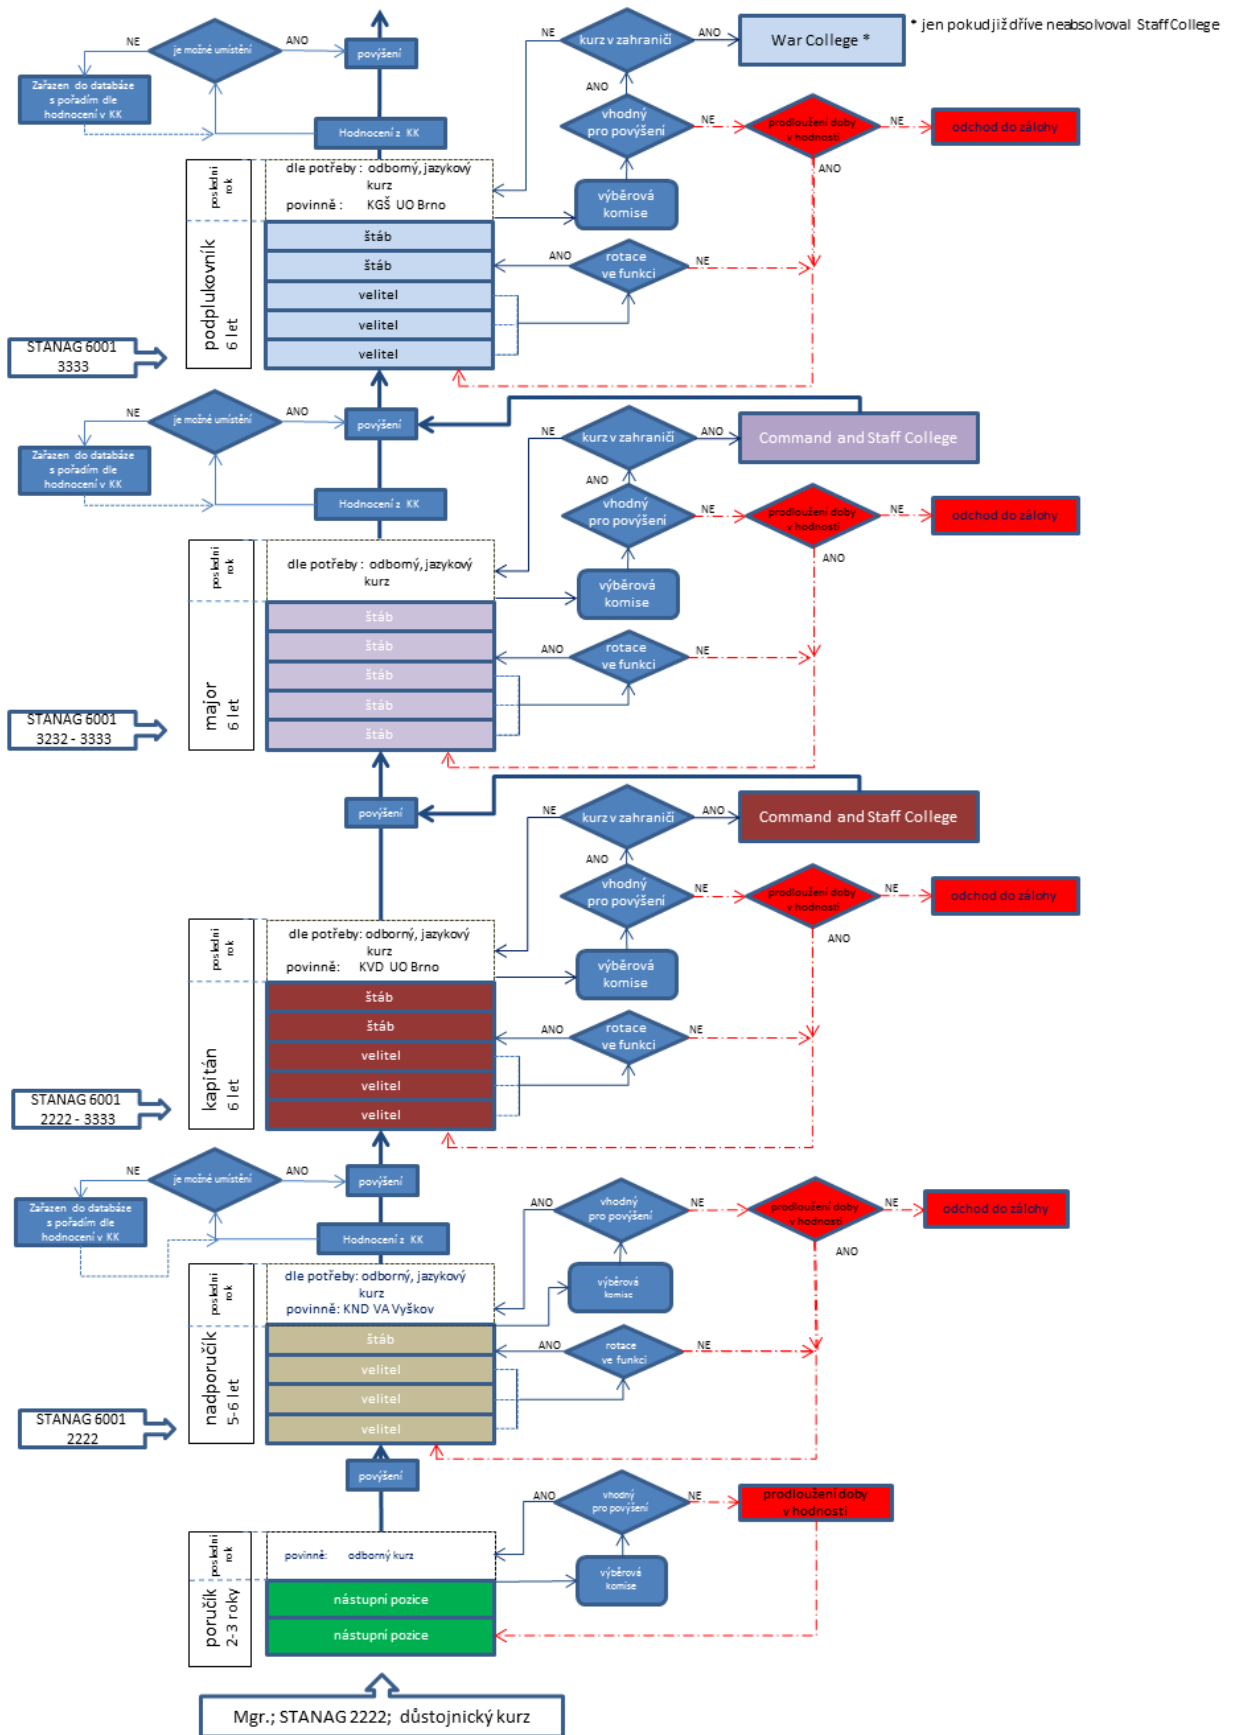 * jen pokud již dříve neabsolvoval Staff College
NE
je možné umístění
ANO
povýšení
NE
kurz v zahraničí
ANO
War College *
Zařazen do databáze
s pořadím dle
hodnocení v KK
Hodnocení z KK
ANO
vhodný
pro povýšení
NE
prodloužení doby
v hodnosti
NE
odchod do zálohy
ANO
poslední
rok
dle potřeby : odborný, jazykový
kurz
povinně : KGŠ UO Brno
výběrová
komise
podplukovník
6 let
štáb
štáb
velitel
velitel
velitel
ANO
rotace
ve funkci
NE
STANAG 6001
3333
NE
je možné umístění
ANO
povýšení
NE
kurz v zahraničí
ANO
Command and Staff College
Zařazen do databáze
s pořadím dle
hodnocení v KK
Hodnocení z KK
ANO
vhodný
pro povýšení
NE
prodloužení doby
v hodnosti
NE
odchod do zálohy
ANO
poslední
rok
dle potřeby : odborný, jazykový
kurz
výběrová
komise
major
6 let
štáb
štáb
štáb
štáb
štáb
ANO
rotace
ve funkci
NE
STANAG 6001
3232 - 3333
povýšení
NE
kurz v zahraničí
ANO
Command and Staff College
ANO
vhodný
pro povýšení
NE
prodloužení doby
v hodnosti
NE
odchod do zálohy
ANO
poslední
rok
dle potřeby: odborný, jazykový
kurz
povinně: KVD UO Brno
výběrová
komise
kapitán
6 let
štáb
štáb
velitel
velitel
velitel
ANO
rotace
ve funkci
NE
STANAG 6001
2222 - 3333
NE
je možné umístění
ANO
povýšení
Zařazen do databáze
s pořadím dle
hodnocení v KK
Hodnocení z KK
ANO
vhodný
pro povýšení
NE
prodloužení doby
v hodnosti
NE
odchod do zálohy
ANO
poslední
rok
dle potřeby: odborný, jazykový
kurz
povinně: KND VA Vyškov
výběrová
komise
nadporučík
5-6 let
štáb
velitel
velitel
velitel
ANO
rotace
ve funkci
NE
STANAG 6001
2222
povýšení
ANO
vhodný
pro povýšení
NE
prodloužení doby
v hodnosti
poslední
rok
povinně: odborný kurz
výběrová
komise
poručík
2-3 roky
nástupní pozice
nástupní pozice
Mgr.; STANAG 2222; důstojnický kurz